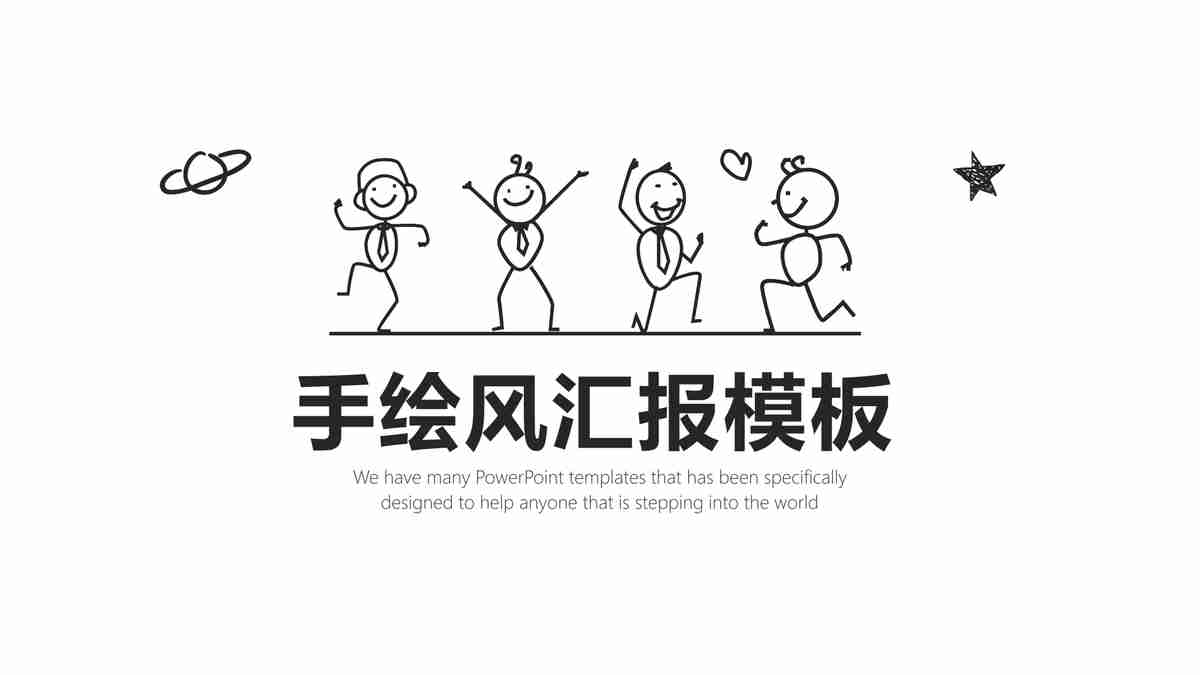 手绘风汇报模板
We have many PowerPoint templates that has been specifically
designed to help anyone that is stepping into the world